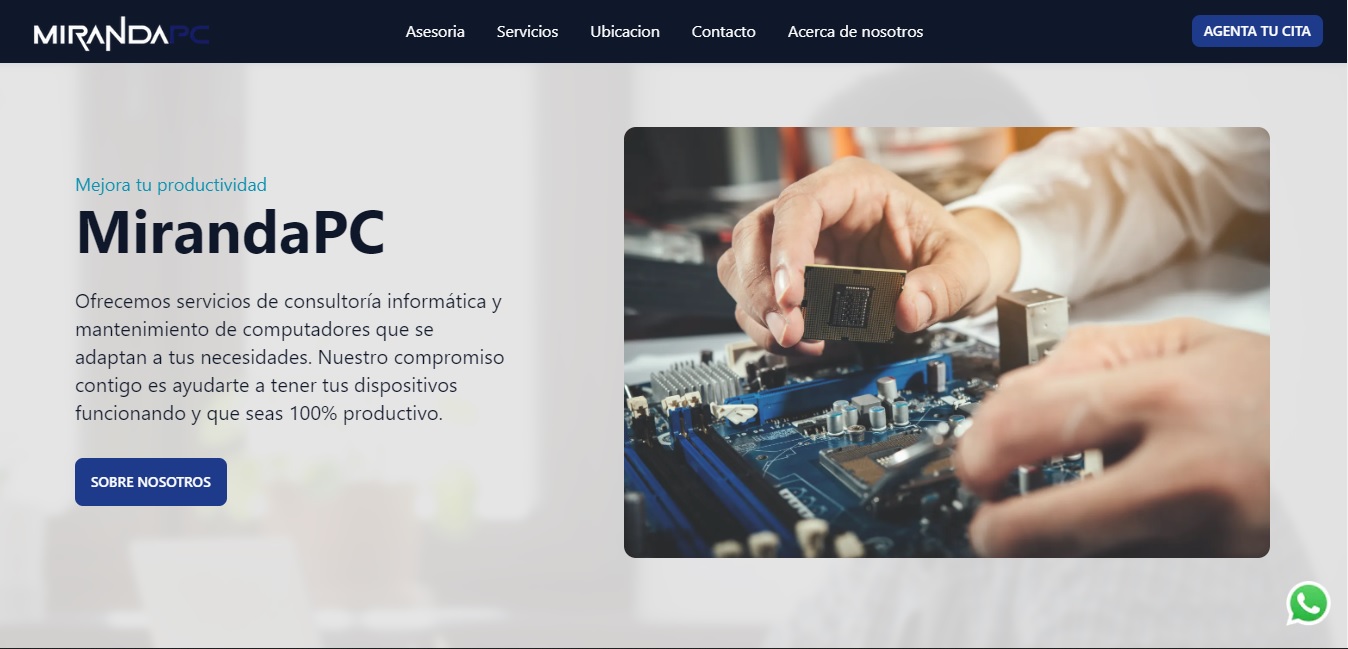 MIRANDAPC
Asesoria
Servicios
Ubicacion
Contacto
Acerca de nosotros
AGENTA TU CITA
Mejora tu productividad
MirandaPC
Ofrecemos servicios de consultoría informática y
mantenimiento de computadores que se
adaptan a tus necesidades. Nuestro compromiso
contigo es ayudarte a tener tus dispositivos
funcionando y que seas 100% productivo.
SOBRE NOSOTROS